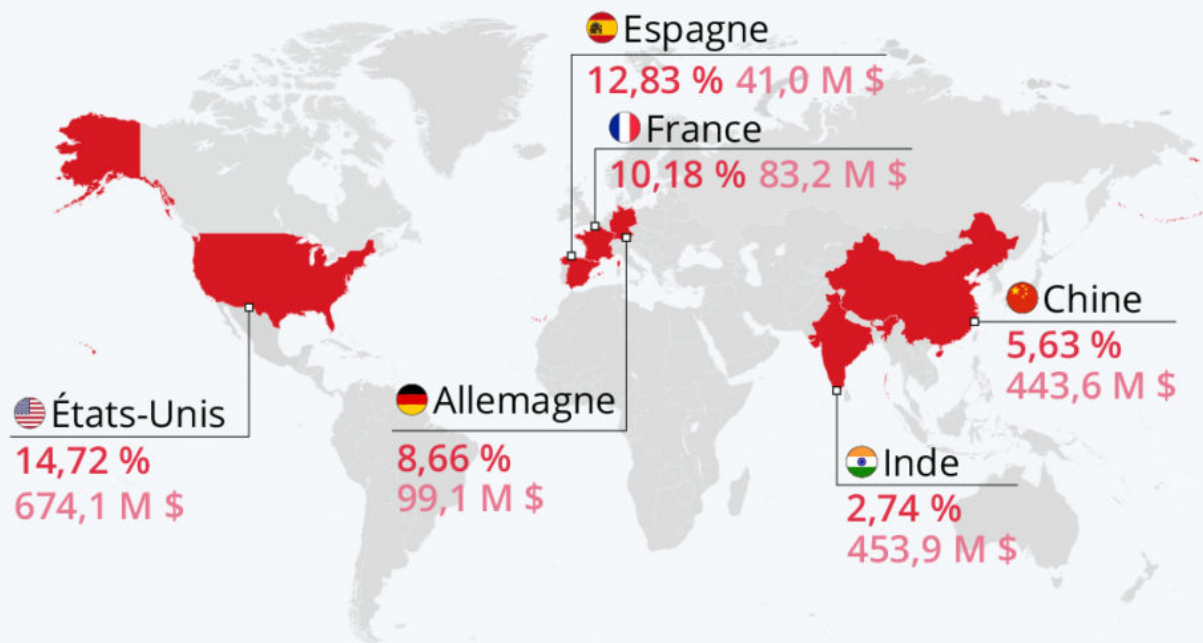 Espagne
12,83 % 41,0 M $
France
10,18 % 83,2 M $
Chine
5,63 %
443,6 M $
États-Unis
14,72 %
674,1 M $
Allemagne
8,66 %
99,1 M $
Inde
2,74 %
453,9 M $